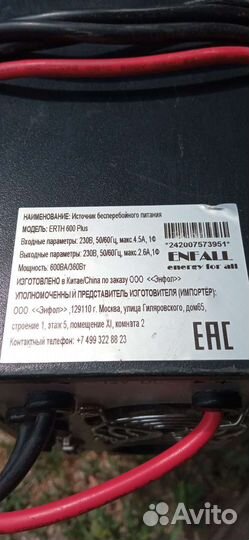 НАИМЕНОВАНИЕ: Источник бесперебойного питания
МОДЕЛЬ: ERTH 600 Plus
Входные параметры: 230В, 50/60Гц, макс.4.5А, 1Ф
Выходные параметры: 230В, 50/60Гц, макс.2.6А,1Ф
Мощность: 600ВА/360Вт
*242007573951*
ENFALL
energy for all
ИЗГОТОВЛЕНО в Китае/China по заказу ООО <<Энфол>>
УПОЛНОМОЧЕННЫЙ ПРЕДСТАВИТЕЛЬ ИЗГОТОВИТЕЛЯ (ИМПОРТЁР):
ООО <<Энфол>> ,129110 г. Москва, улица Гиляровского, дом65,
строение 1, этаж 5, помещение XI, комната 2
Контактный телефон: +7 499 322 88 23
EAC
Avito